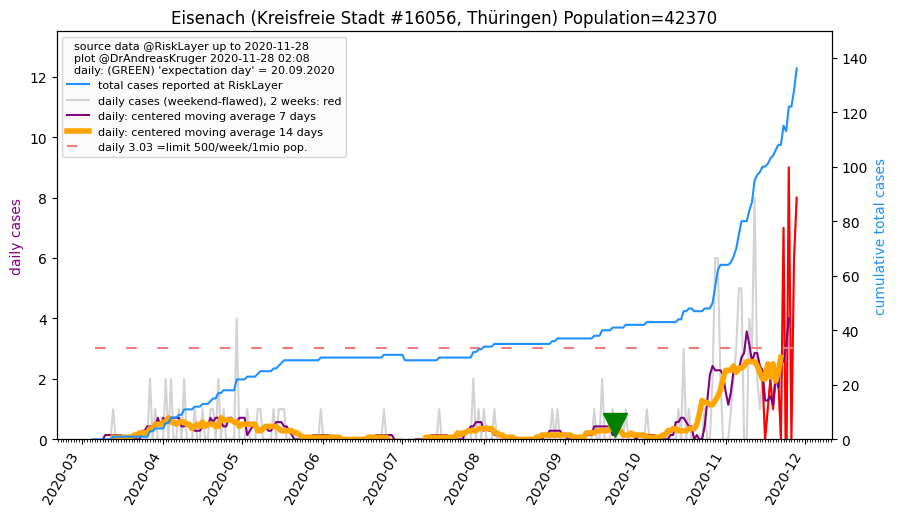 Eisenach (Kreisfreie Stadt #16056, Thüringen) Population=42370
source data @RiskLayer up to 2020-11-28
plot @DrAndreasKruger 2020-11-28 02:08
daily: (GREEN) 'expectation day' = 20.09.2020
total cases reported at RiskLayer
daily cases (weekend-flawed), 2 weeks: red
daily: centered moving average 7 days
daily: centered moving average 14 days
daily 3.03 =limit 500/week/1mio pop.
daily cases
0
2
4
6
8
10
12
cumulative total cases
0
20
40
60
80
100
120
140
2020-03
2020-04
2020-05
2020-06
2020-07
2020-08
2020-09
2020-10
2020-11
2020-12